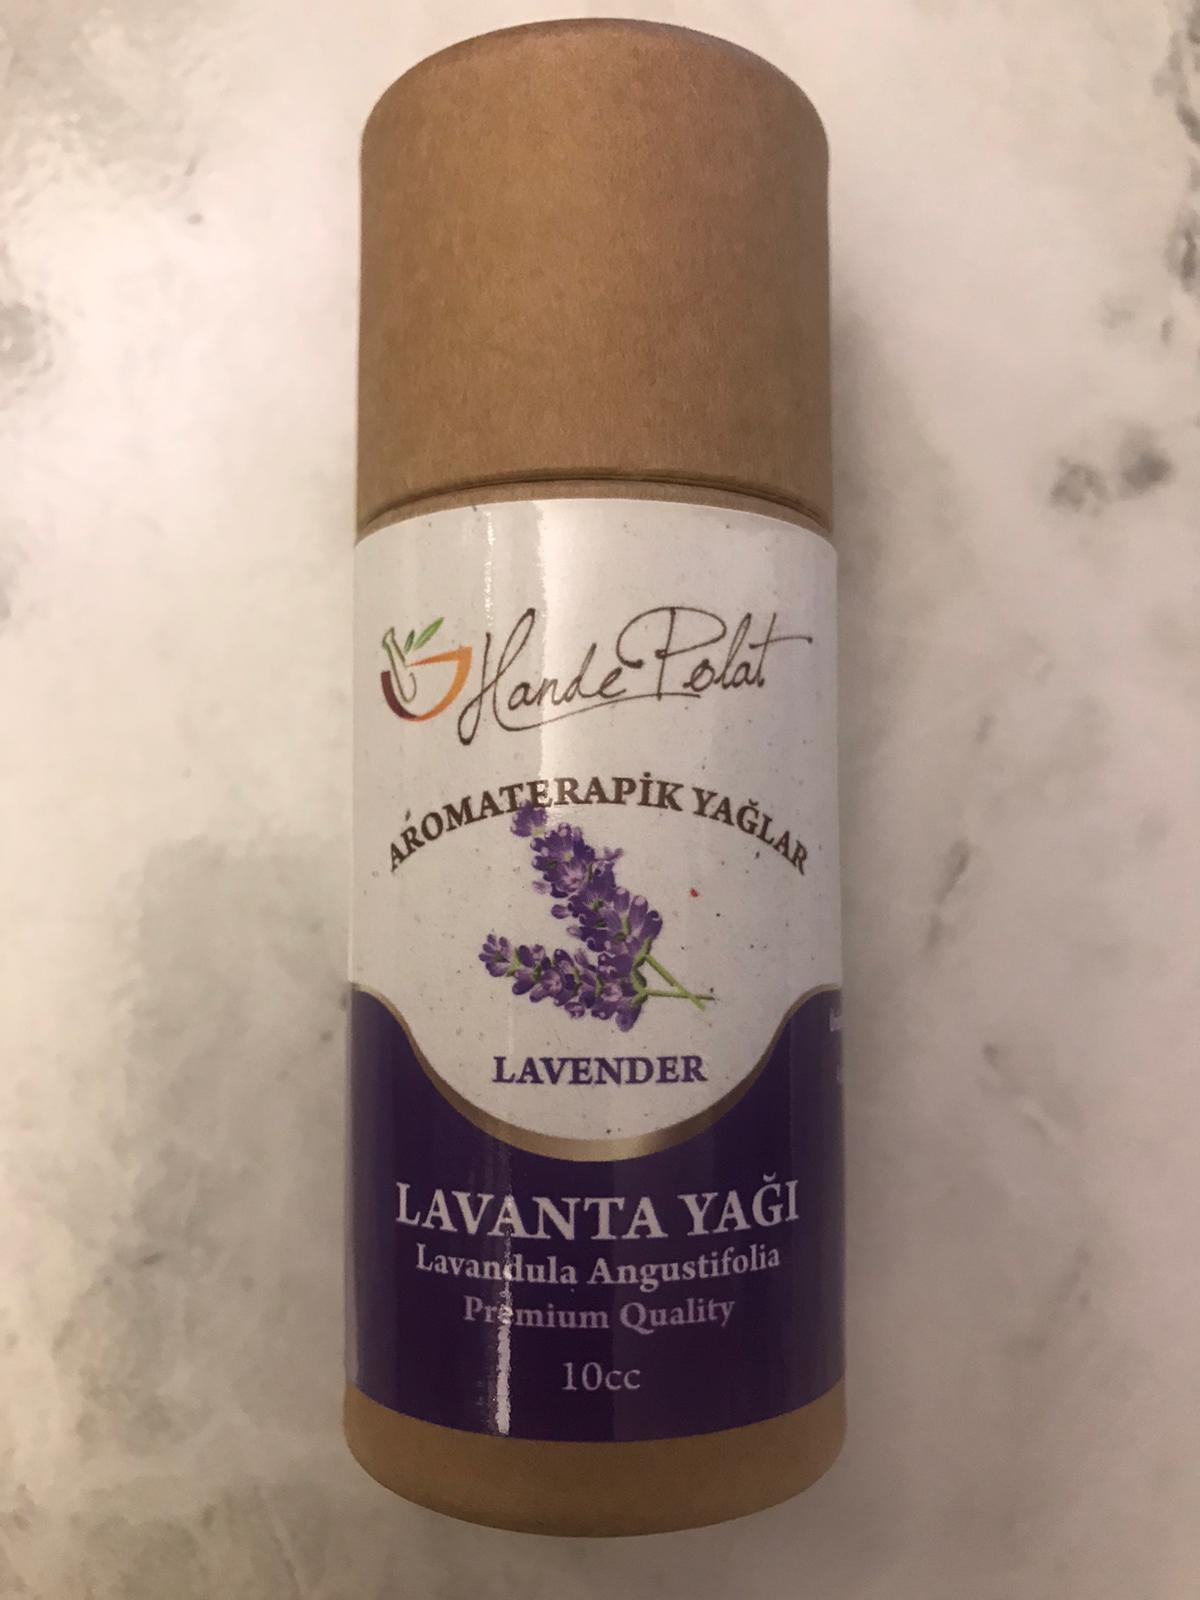 Hande Polat
AROMATERAPİK YAĞLAR
LAVENDER
LAVANTA YAĞI
Lavandula Angustifolia
Premium Quality
10cc